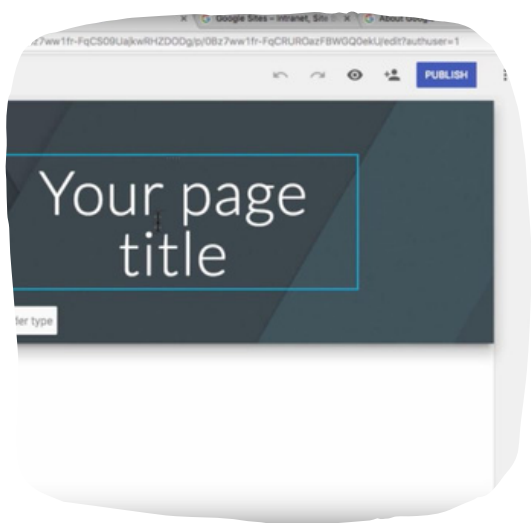 Google Sites – intranet, Site
About Goog
PUBLISH
Your page
title
der type